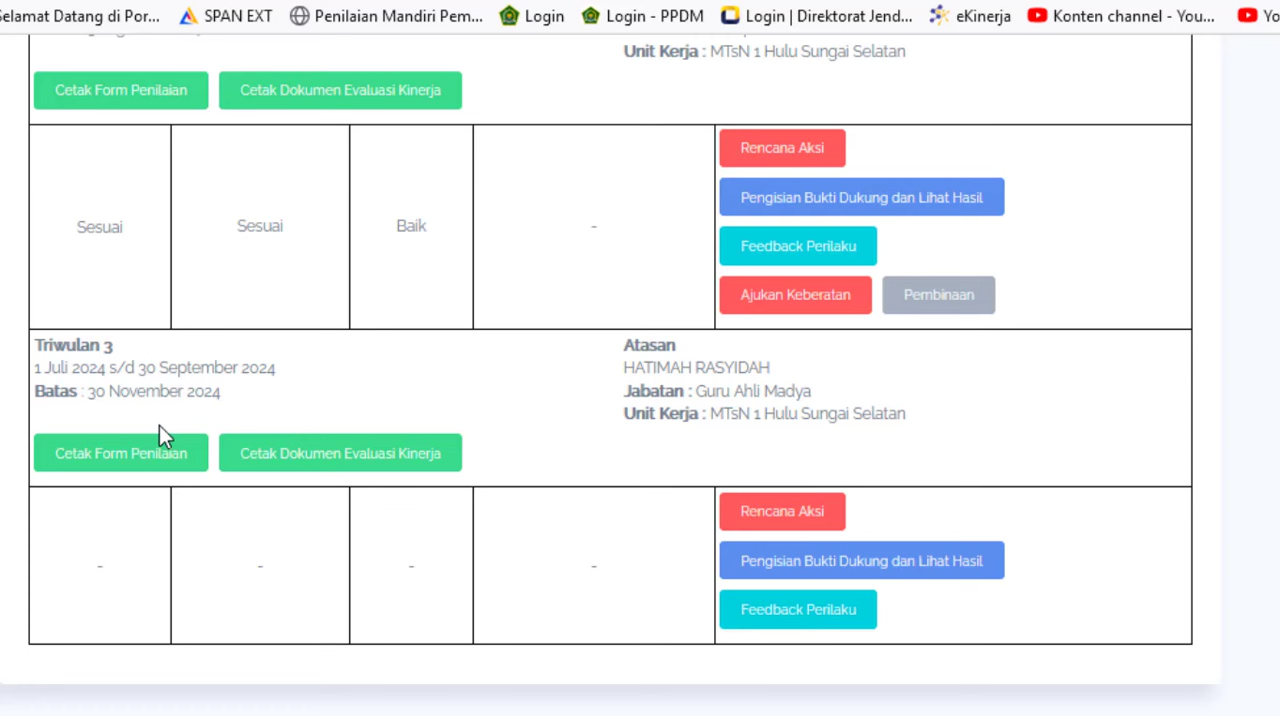 Selamat Datang di Por... SPAN EXT Penilaian Mandiri Pem... Login Login - PPDM Login | Direktorat Jend... eKinerja Konten channel - You... Yo
Unit Kerja : MTsN 1 Hulu Sungai Selatan
Cetak Form Penilaian Cetak Dokumen Evaluasi Kinerja
Sesuai Sesuai Baik -
Rencana Aksi
Pengisian Bukti Dukung dan Lihat Hasil
Feedback Perilaku
Ajukan Keberatan Pembinaan
Triwulan 3
1 Juli 2024 s/d 30 September 2024
Batas : 30 November 2024
Atasan
HATIMAH RASYIDAH
Jabatan : Guru Ahli Madya
Unit Kerja : MTsN 1 Hulu Sungai Selatan
Cetak Form Penilaian Cetak Dokumen Evaluasi Kinerja
- - - -
Rencana Aksi
Pengisian Bukti Dukung dan Lihat Hasil
Feedback Perilaku